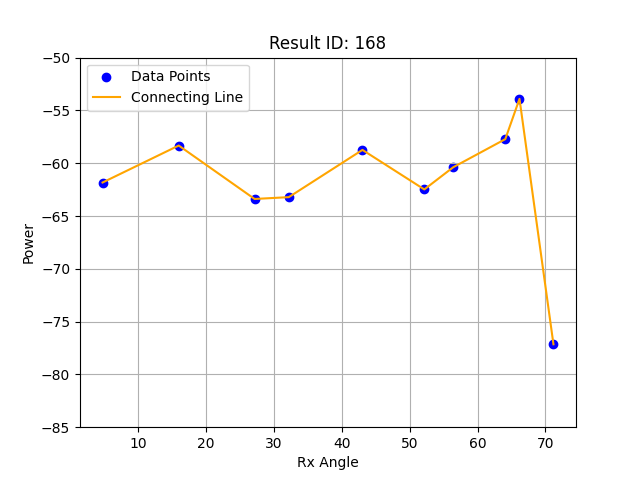 Result ID: 168
Data Points
Connecting Line
−50
−55
−60
−65
−70
−75
−80
−85
Power
10 20 30 40 50 60 70
Rx Angle